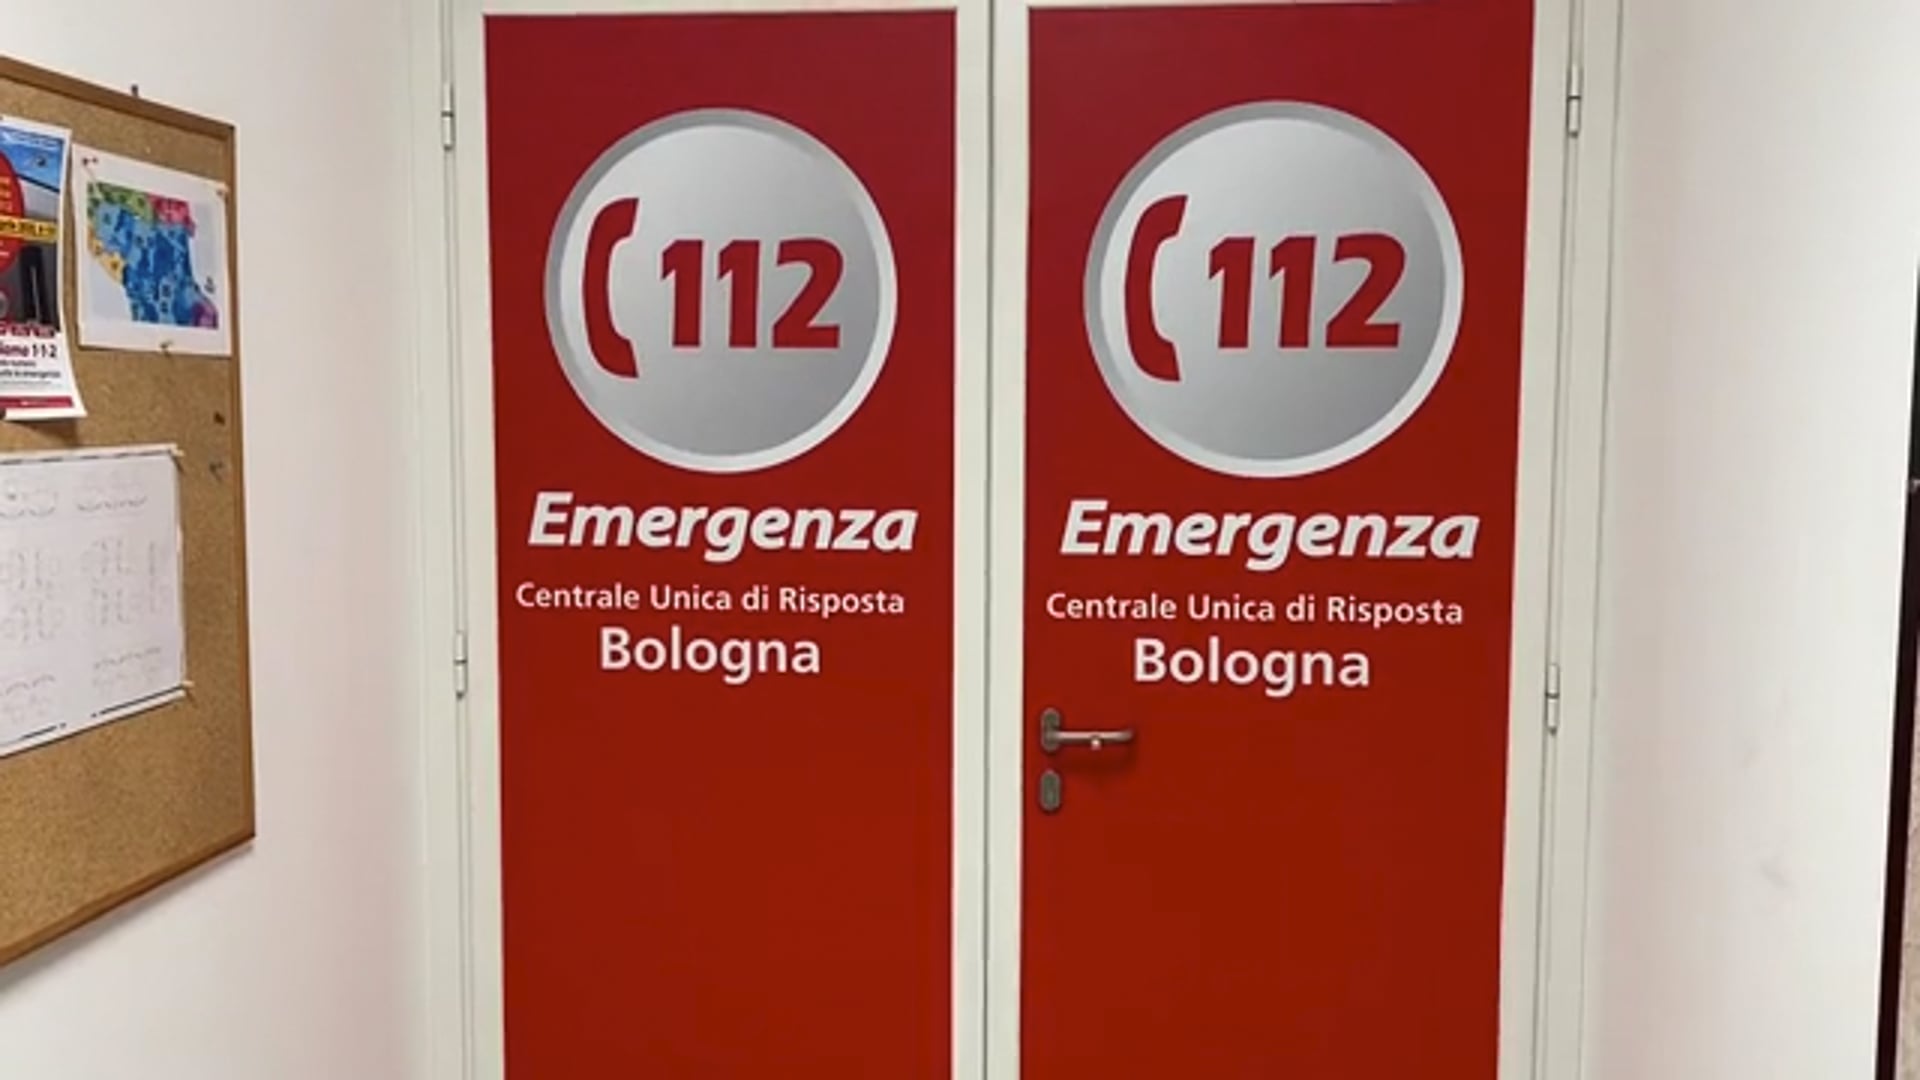 112
Emergenza
Centrale Unica di Risposta
Bologna
112
Emergenza
Centrale Unica di Risposta
Bologna